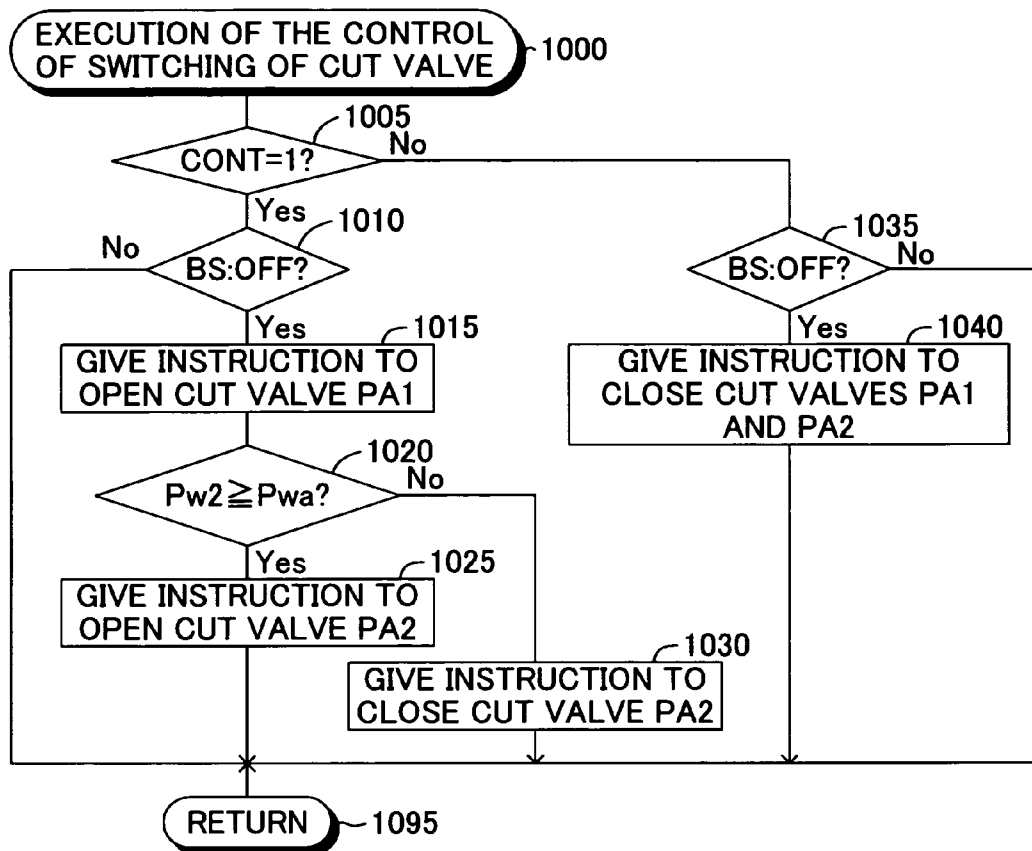 EXECUTION OF THE CONTROL
OF SWITCHING OF CUT VALVE
1000
1005
CONT=1?
No
Yes
1010
No
BS:OFF?
1035
BS:OFF?
No
Yes
1015
GIVE INSTRUCTION TO
OPEN CUT VALVE PA1
Yes
1040
GIVE INSTRUCTION TO
CLOSE CUT VALVES PA1
AND PA2
1020
Pw2≧Pwa?
No
Yes
1025
GIVE INSTRUCTION TO
OPEN CUT VALVE PA2
1030
GIVE INSTRUCTION TO
CLOSE CUT VALVE PA2
RETURN
1095